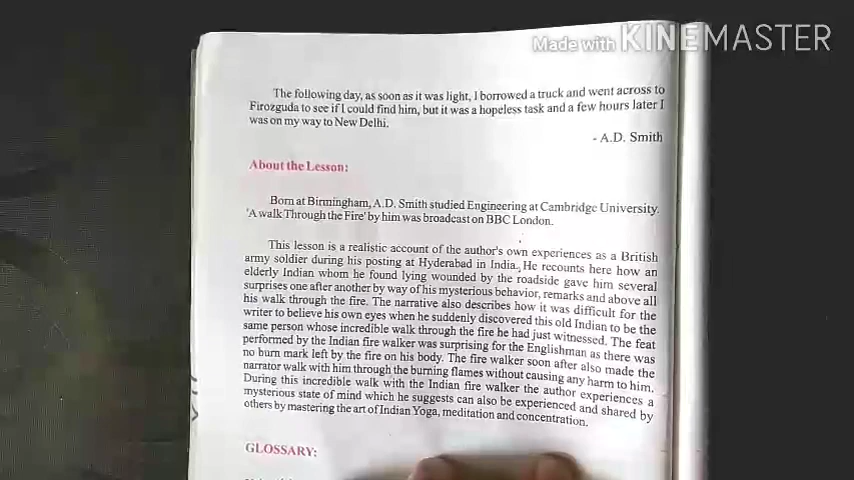 Made with KINEMASTER
The following day, as soon as it was light, I borrowed a truck and went across to
Firozguda to see if I could find him, but it was a hopeless task and a few hours later I
was on my way to New Delhi.
- A.D. Smith
About the Lesson:
Born at Birmingham, A.D. Smith studied Engineering at Cambridge University.
'A walk Through the Fire' by him was broadcast on BBC London.
This lesson is a realistic account of the author's own experiences as a British
army soldier during his posting at Hyderabad in India. He recounts here how an
elderly Indian whom he found lying wounded by the roadside gave him several
surprises one after another by way of his mysterious behavior, remarks and above all
his walk through the fire. The narrative also describes how it was difficult for the
writer to believe his own eyes when he suddenly discovered this old Indian to be the
same person whose incredible walk through the fire he had just witnessed. The feat
performed by the Indian fire walker was surprising for the Englishman as there was
no burn mark left by the fire on his body. The fire walker soon after also made the
narrator walk with him through the burning flames without causing any harm to him.
During this incredible walk with the Indian fire walker the author experiences a
mysterious state of mind which he suggests can also be experienced and shared by
others by mastering the art of Indian Yoga, meditation and concentration.
GLOSSARY: